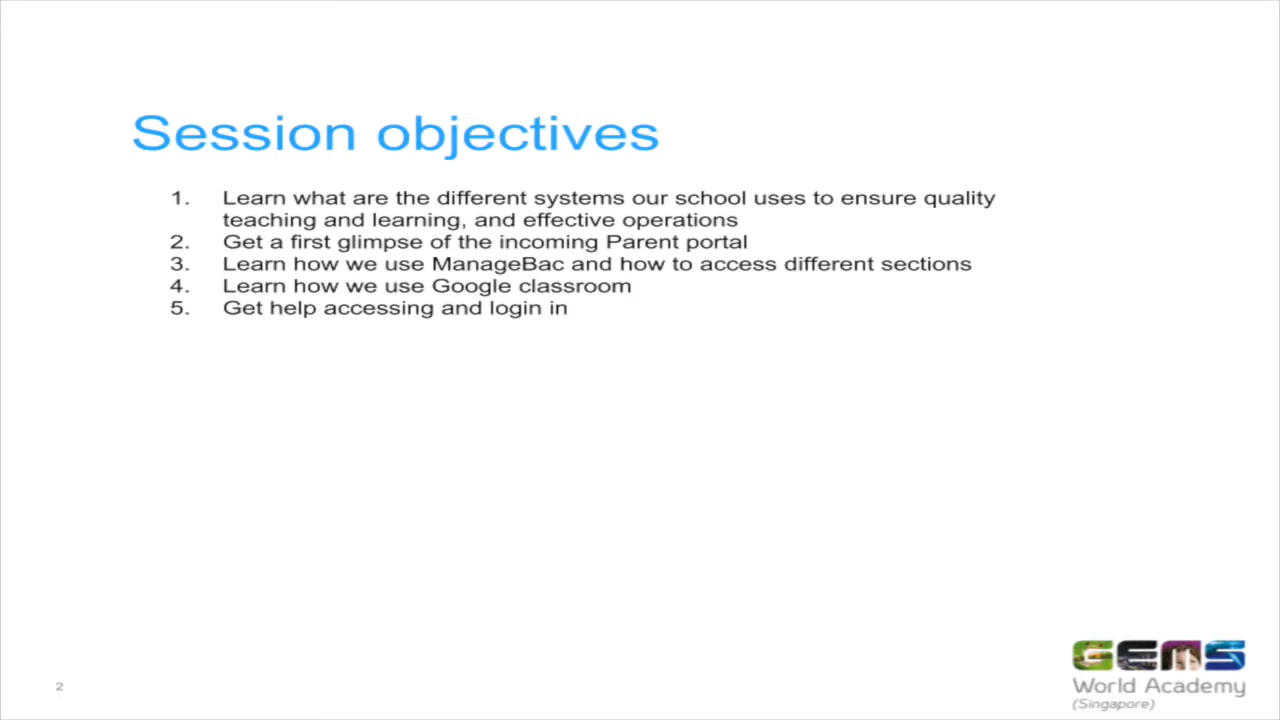 Session objectives
1. Learn what are the different systems our school uses to ensure quality
teaching and learning, and effective operations
2. Get a first glimpse of the incoming Parent portal
3. Learn how we use ManageBac and how to access different sections
4. Learn how we use Google classroom
5. Get help accessing and login in
2
GEMS
World Academy
(Singapore)